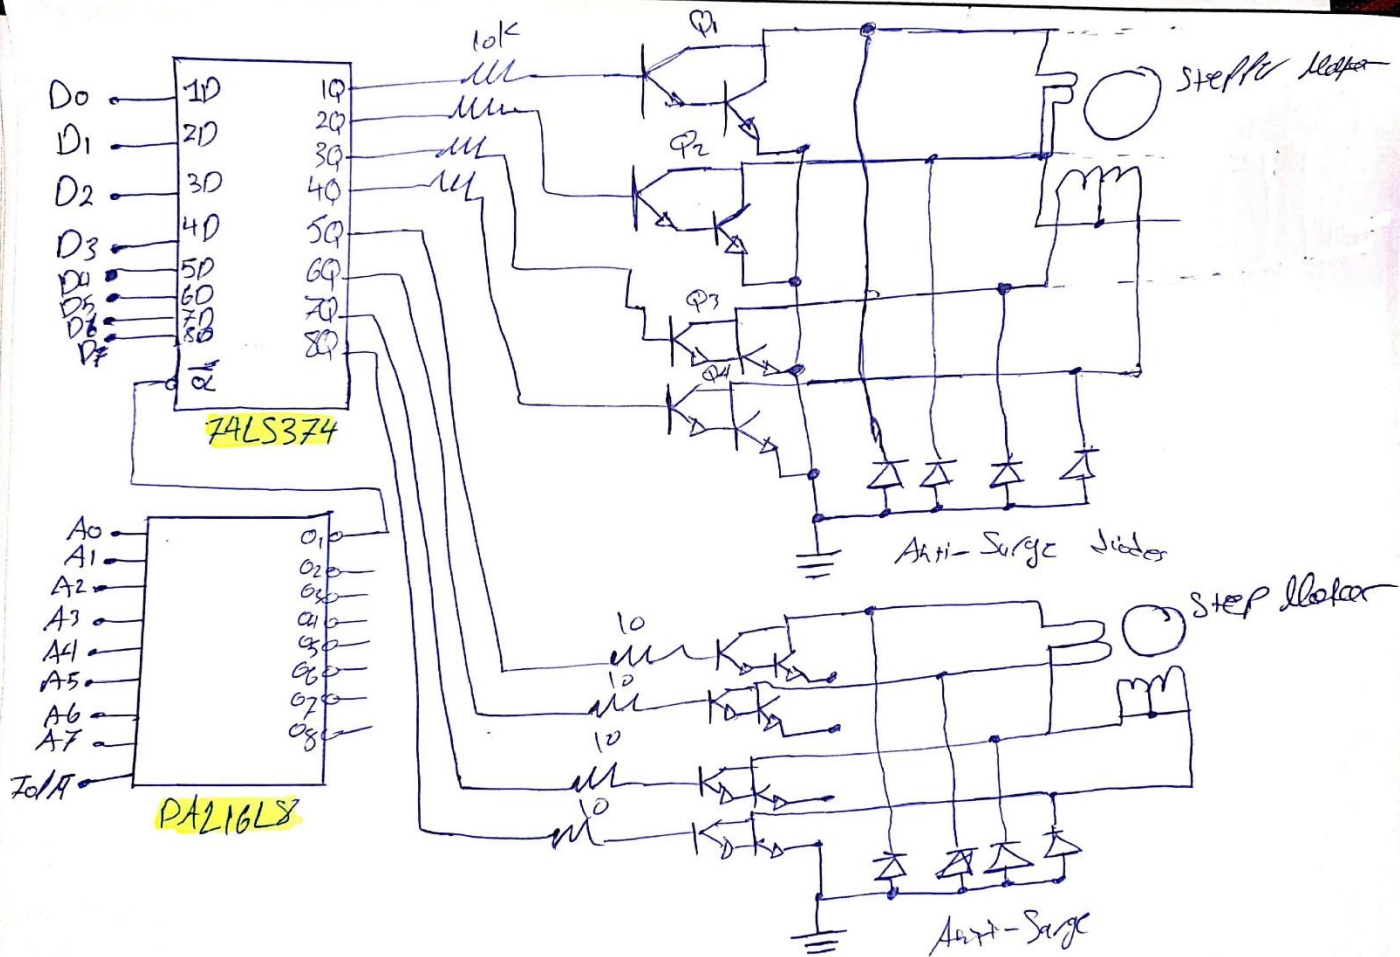 10K
Q1
Stepper Motor
D0 1D 1Q
D1 2D 2Q
D2 3D 3Q
Q2
D3 4D 4Q
D4 5D 5Q
D5 6D 6Q
D6 7D 7Q
D7 8D 8Q
Q3
Q4
74LS374
A0 O1
A1 O2
A2 O3
A3 O4
A4 O5
A5 O6
A6 O7
A7 O8
Io/M
PAL16L8
Anti-Surge diodes
10
Step Motor
10
10
10
Anti-Surge